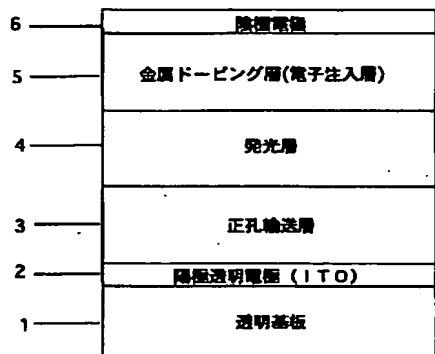 6 陰極電極
5 金属ドーピング層(電子注入層)
4 発光層
3 正孔輸送層
2 陽極透明電極(ITO)
1 透明基板